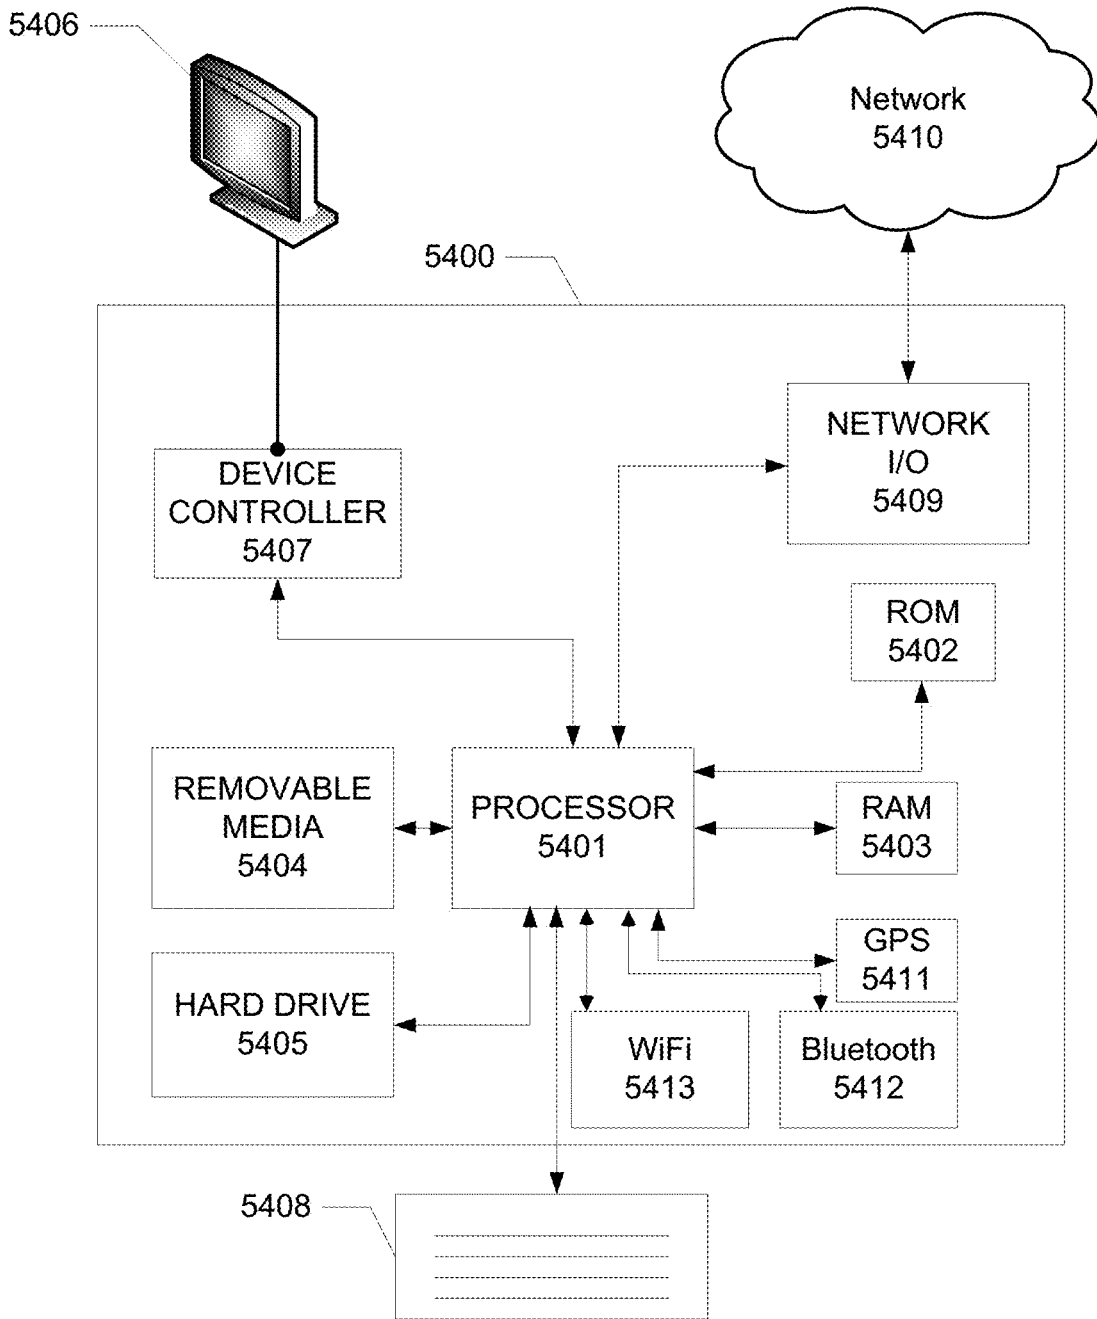 5406
Network
5410
5400
NETWORK
I/O
5409
DEVICE
CONTROLLER
5407
ROM
5402
REMOVABLE
MEDIA
5404
PROCESSOR
5401
RAM
5403
GPS
5411
HARD DRIVE
5405
WiFi
5413
Bluetooth
5412
5408